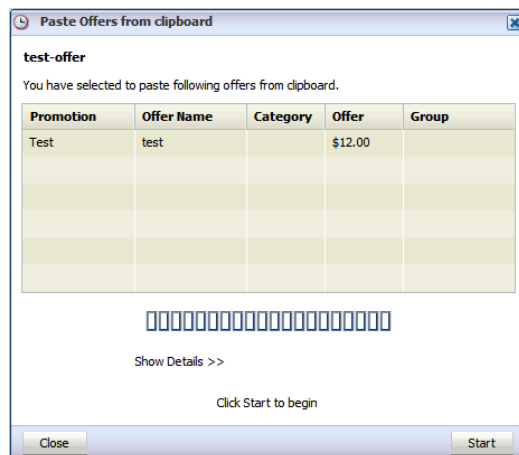 Paste Offers from clipboard
test-offer
You have selected to paste following offers from clipboard.
Promotion Offer Name Category Offer Group
Test test $12.00
Show Details >>
Click Start to begin
Close Start